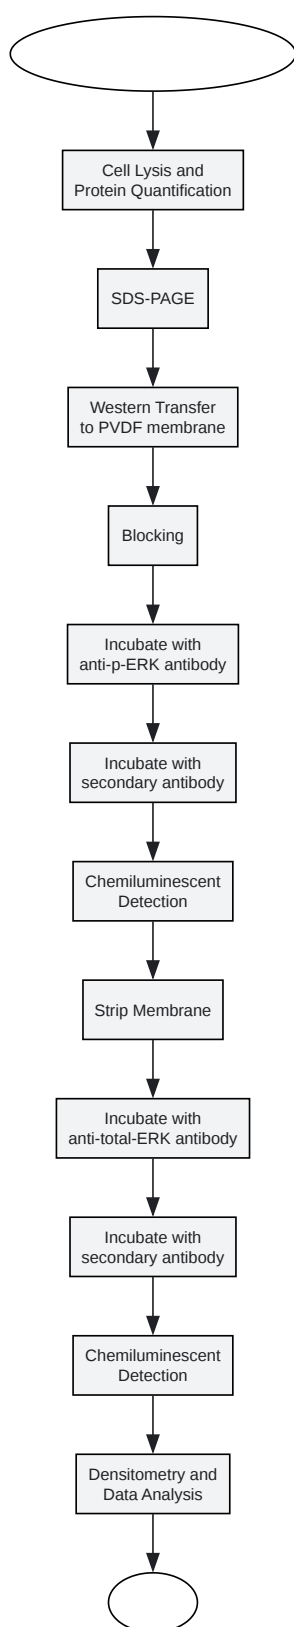 Cell Lysis and
Protein Quantification
SDS-PAGE
Western Transfer
to PVDF membrane
Blocking
Incubate with
anti-p-ERK antibody
Incubate with
secondary antibody
Chemiluminescent
Detection
Strip Membrane
Incubate with
anti-total-ERK antibody
Incubate with
secondary antibody
Chemiluminescent
Detection
Densitometry and
Data Analysis